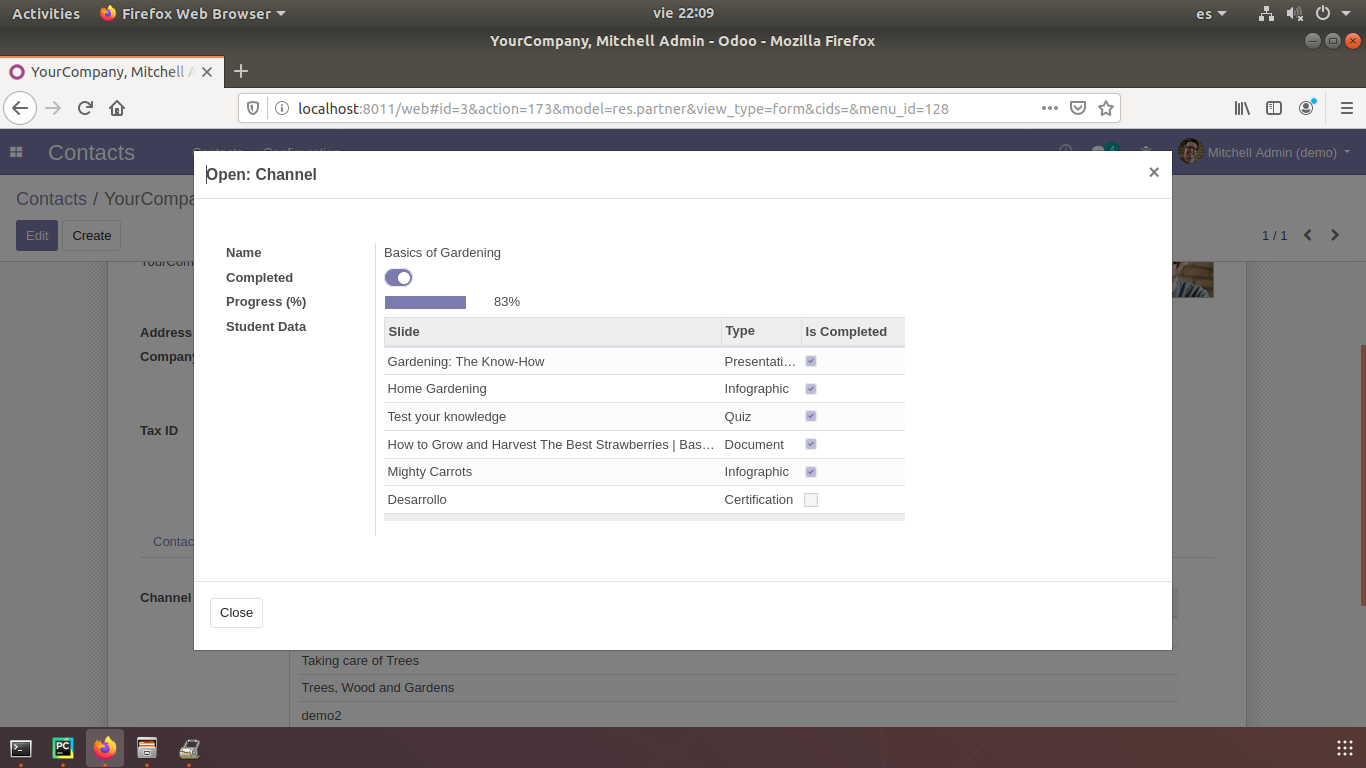 Activities Firefox Web Browser vie 22:09 es
YourCompany, Mitchell Admin - Odoo - Mozilla Firefox
YourCompany, Mitchell A
localhost:8011/web#id=3&action=173&model=res.partner&view_type=form&cids=&menu_id=128
Contacts Contacts Configuration 4 Mitchell Admin (demo)
Open: Channel ×
Contacts / YourCompa
Edit Create 1 / 1
Name Basics of Gardening
YourCom
Completed
Progress (%) 83%
Student Data
Slide Type Is Completed
Address
Company
Gardening: The Know-How Presentati…
Home Gardening Infographic
Test your knowledge Quiz
Tax ID
How to Grow and Harvest The Best Strawberries | Bas… Document
Mighty Carrots Infographic
Desarrollo Certification
Contac
Channel
Close
Taking care of Trees
Trees, Wood and Gardens
demo2
PC